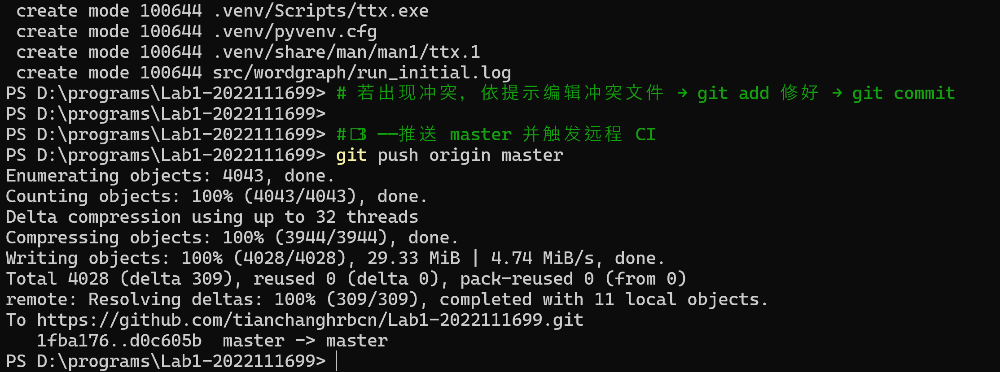 create mode 100644 .venv/Scripts/ttx.exe
create mode 100644 .venv/pyvenv.cfg
create mode 100644 .venv/share/man/man1/ttx.1
create mode 100644 src/wordgraph/run_initial.log
PS D:\programs\Lab1-2022111699> # 若出现冲突，依提示编辑冲突文件 → git add 修好 → git commit
PS D:\programs\Lab1-2022111699>
PS D:\programs\Lab1-2022111699> #□3 ——推送 master 并触发远程 CI
PS D:\programs\Lab1-2022111699> git push origin master
Enumerating objects: 4043, done.
Counting objects: 100% (4043/4043), done.
Delta compression using up to 32 threads
Compressing objects: 100% (3944/3944), done.
Writing objects: 100% (4028/4028), 29.33 MiB | 4.74 MiB/s, done.
Total 4028 (delta 309), reused 0 (delta 0), pack-reused 0 (from 0)
remote: Resolving deltas: 100% (309/309), completed with 11 local objects.
To https://github.com/tianchanghrbcn/Lab1-2022111699.git
   1fba176..d0c605b  master -> master
PS D:\programs\Lab1-2022111699>